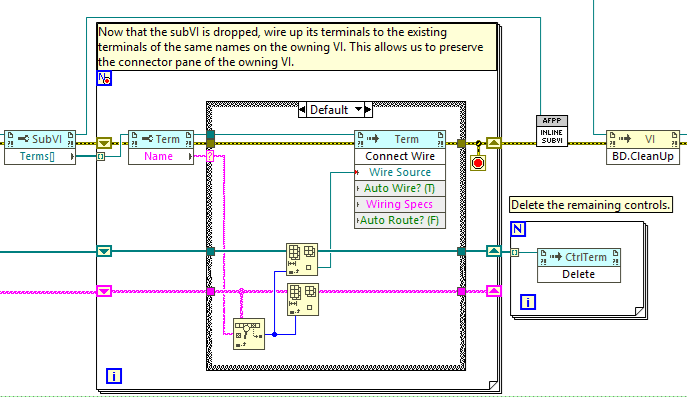 Now that the subVI is dropped, wire up its terminals to the existing
terminals of the same names on the owning VI. This allows us to preserve
the connector pane of the owning VI.
N
Default
SubVI
Terms[]
Term
Name
Term
Connect Wire
Wire Source
Auto Wire? (T)
Wiring Specs
Auto Route? (F)
AFPP
INLINE
SUBVI
VI
BD.CleanUp
Delete the remaining controls.
N
CtrlTerm
Delete
i
i